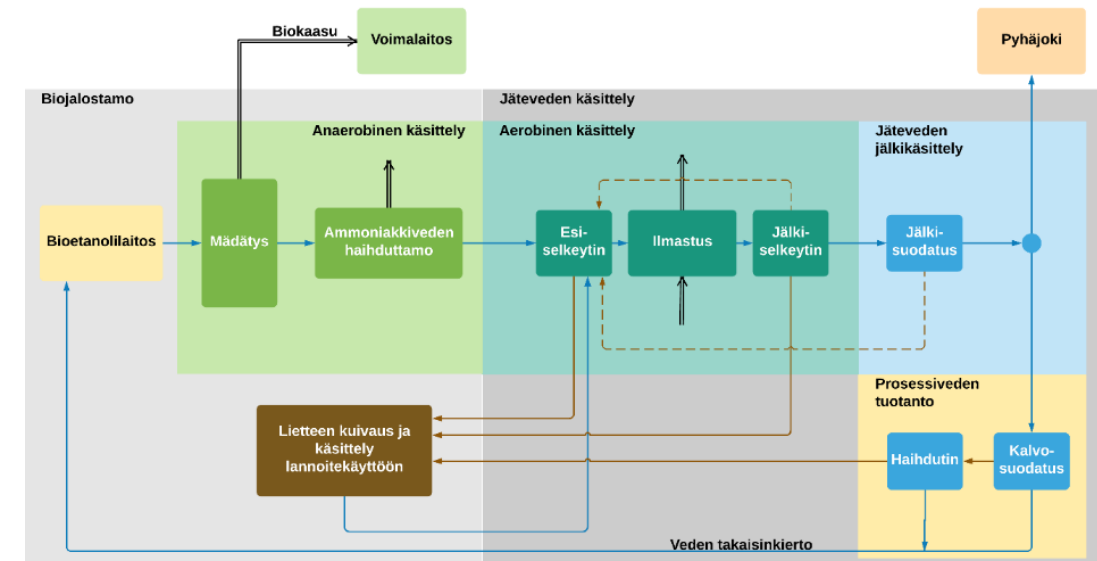 Biokaasu
Voimalaitos
Pyhäjoki
Biojalostamo
Jäteveden käsittely
Anaerobinen käsittely
Aerobinen käsittely
Jäteveden
jälkikäsittely
Bioetanolilaitos
Mädätys
Ammoniakkiveden
haihduttamo
Esi-
selkeytin
Ilmastus
Jälki-
selkeytin
Jälki-
suodatus
Prosessiveden
tuotanto
Lietteen kuivaus ja
käsittely
lannoitekäyttöön
Haihdutin
Kalvo-
suodatus
Veden takaisinkierto